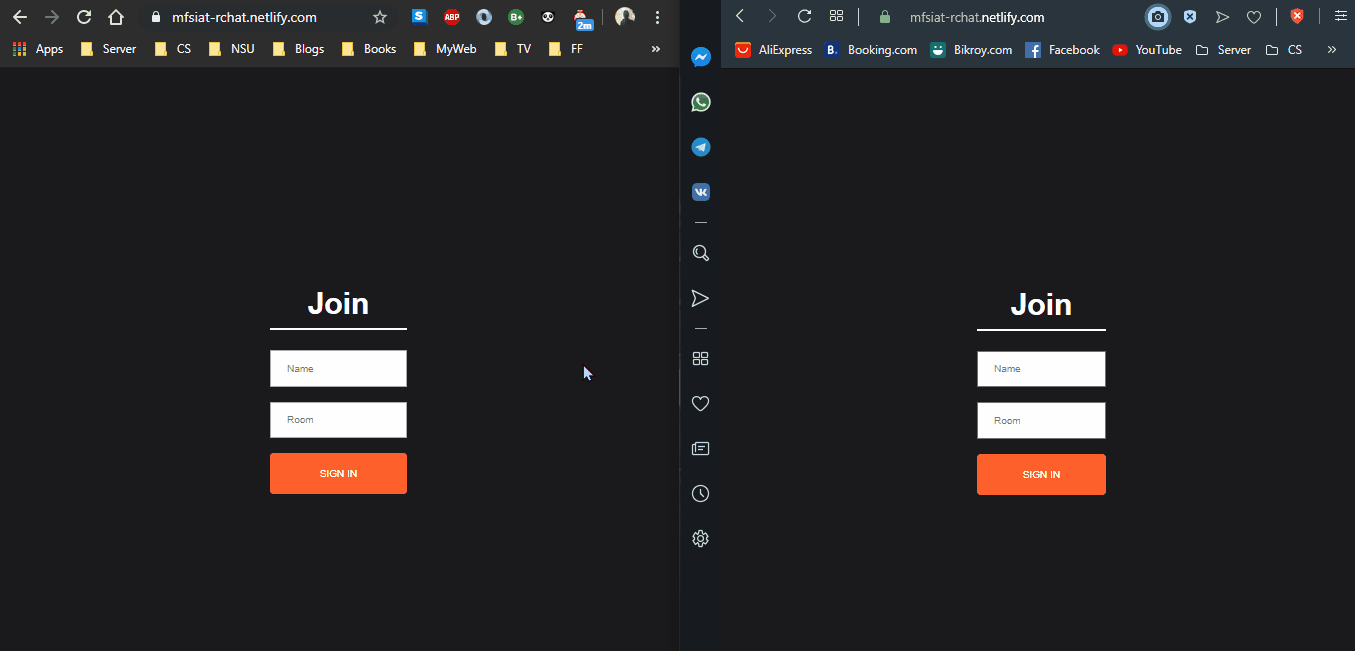 mfsiat-rchat.netlify.com
S ABP B+ 2m
Apps Server CS NSU Blogs Books MyWeb TV FF »
Join
Name
Room
SIGN IN
mfsiat-rchat.netlify.com
AliExpress B. Booking.com Bikroy.com f Facebook YouTube Server CS »
Join
Name
Room
SIGN IN